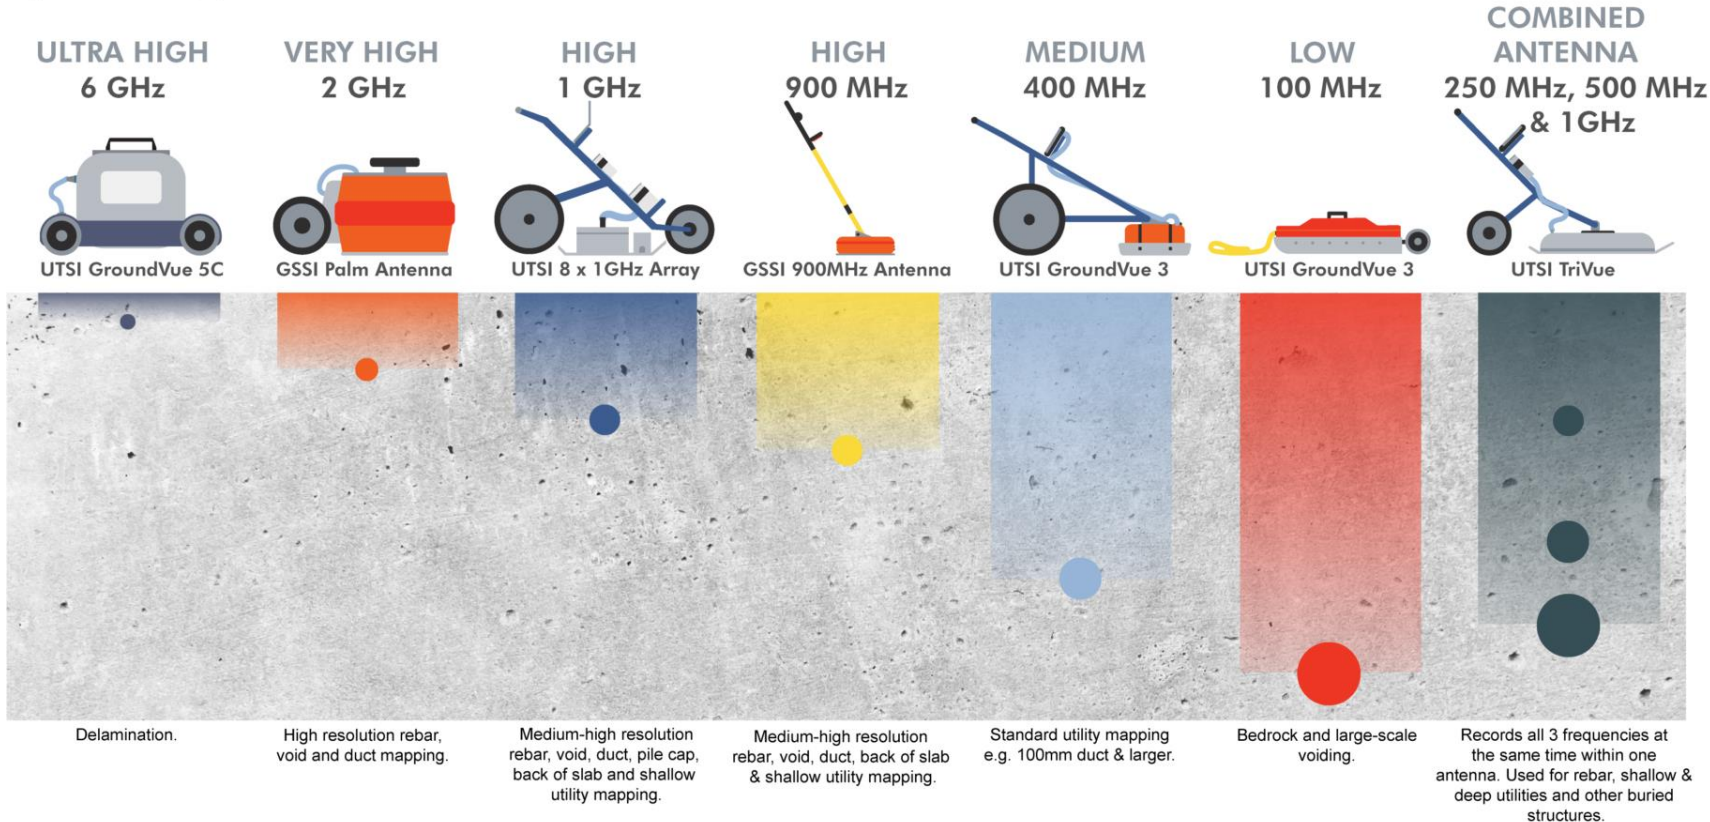 ULTRA HIGH
6 GHz
UTSI GroundVue 5C
Delamination.
VERY HIGH
2 GHz
GSSI Palm Antenna
High resolution rebar,
void and duct mapping.
HIGH
1 GHz
UTSI 8 x 1GHz Array
Medium-high resolution
rebar, void, duct, pile cap,
back of slab and shallow
utility mapping.
HIGH
900 MHz
GSSI 900MHz Antenna
Medium-high resolution
rebar, void, duct, back of slab
& shallow utility mapping.
MEDIUM
400 MHz
UTSI GroundVue 3
Standard utility mapping
e.g. 100mm duct & larger.
LOW
100 MHz
UTSI GroundVue 3
Bedrock and large-scale
voiding.
COMBINED
ANTENNA
250 MHz, 500 MHz
& 1GHz
UTSI TriVue
Records all 3 frequencies at
the same time within one
antenna. Used for rebar, shallow &
deep utilities and other buried
structures.